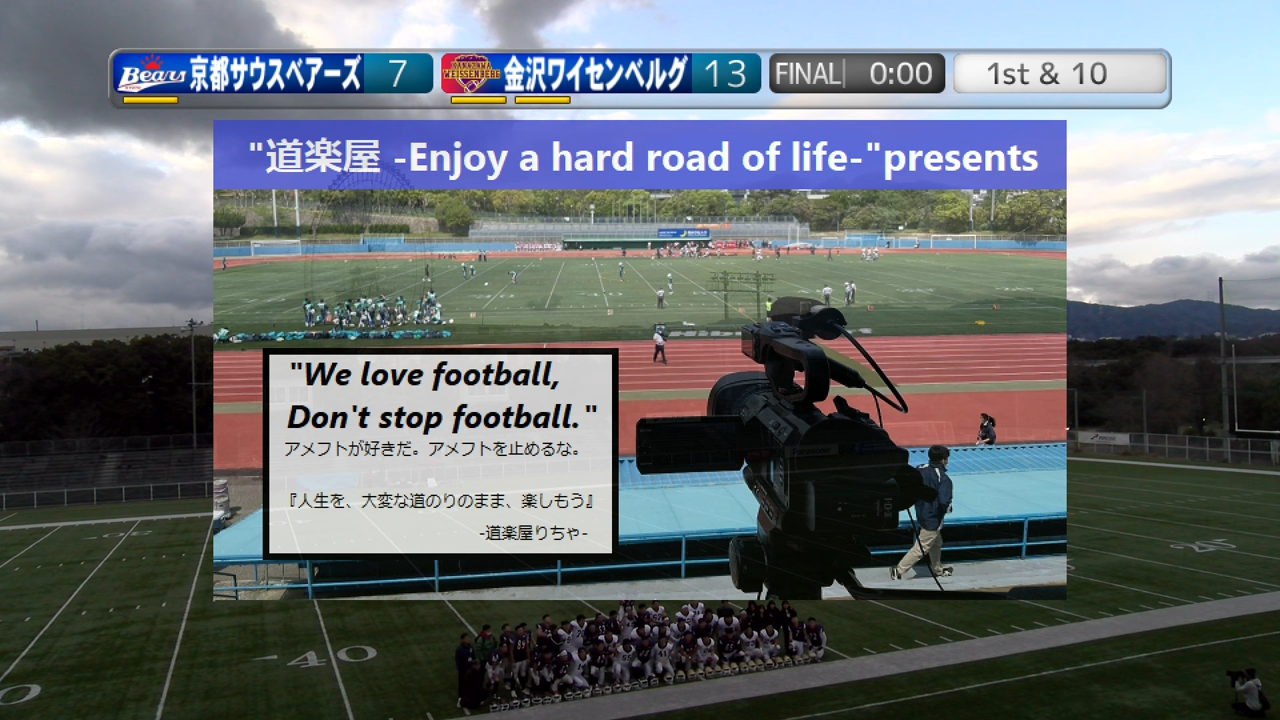 Bears
京都サウスベアーズ 7
KANAZAWA
WEISSENBERG
金沢ワイセンベルグ 13
FINAL 0:00
1st & 10
"道楽屋 -Enjoy a hard road of life-"presents
"We love football,
Don't stop football."
アメフトが好きだ。アメフトを止めるな。
『人生を、大変な道のりのまま、楽しもう』
-道楽屋りちゃ-
40